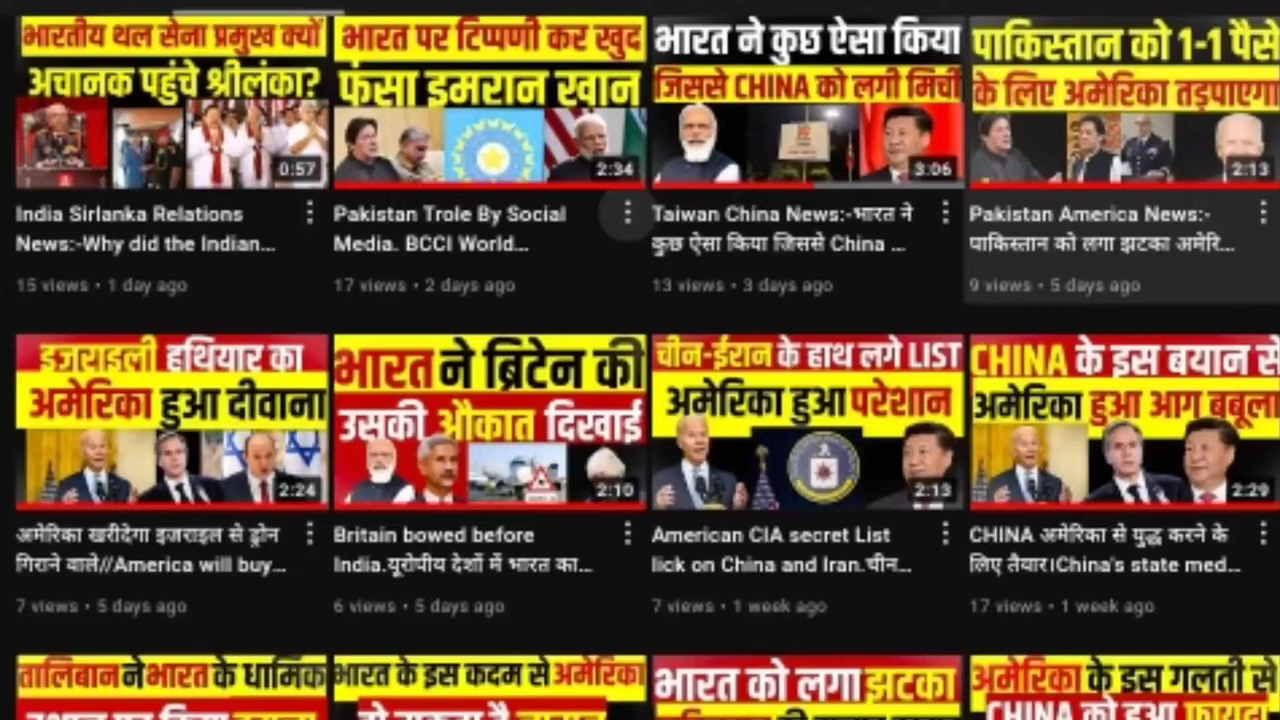 भारतीय थल सेना प्रमुख क्यों
अचानक पहुंचे श्रीलंका?
0:57
India Sirlanka Relations
News:-Why did the Indian...
15 views • 1 day ago
भारत पर टिप्पणी कर खुद
फंसा इमरान खान
2:34
Pakistan Trole By Social
Media. BCCI World...
17 views • 2 days ago
भारत ने कुछ ऐसा किया
जिससे CHINA को लगी मिर्ची
3:06
Taiwan China News:-भारत ने
कुछ ऐसा किया जिससे China ...
13 views • 3 days ago
पाकिस्तान को 1-1 पैसे
के लिए अमेरिका तड़पाएगा
2:13
Pakistan America News:-
पाकिस्तान को लगा झटका अमेरि...
9 views • 5 days ago
इजराइली हथियार का
अमेरिका हुआ दीवाना
2:24
अमेरिका खरीदेगा इजराइल से ड्रोन
गिराने वाले//America will buy...
7 views • 5 days ago
भारत ने ब्रिटेन की
उसकी औकात दिखाई
2:10
Britain bowed before
India.यूरोपीय देशों में भारत का...
6 views • 5 days ago
चीन-ईरान के हाथ लगे LIST
अमेरिका हुआ परेशान
2:13
American CIA secret List
lick on China and Iran.चीन...
7 views • 1 week ago
CHINA के इस बयान से
अमेरिका हुआ आग बबूला
2:29
CHINA अमेरिका से युद्ध करने के
लिए तैयार।China's state med...
17 views • 1 week ago
तालिबान ने भारत के धार्मिक
भारत के इस कदम से अमेरिका
भारत को लगा झटका
अमेरिका के इस गलती से
CHINA को हुआ फायदा